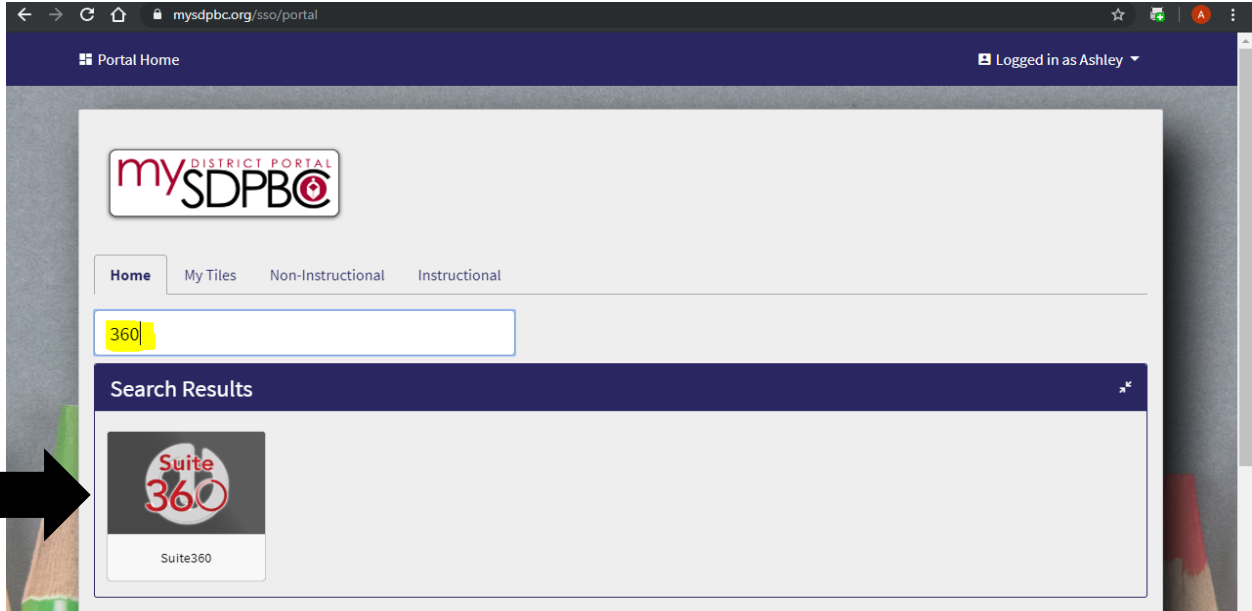 mysdpbc.org/sso/portal
A
Portal Home
Logged in as Ashley
my DISTRICT PORTAL
SDPBC
Home My Tiles Non-Instructional Instructional
360
Search Results
Suite
360
Suite360